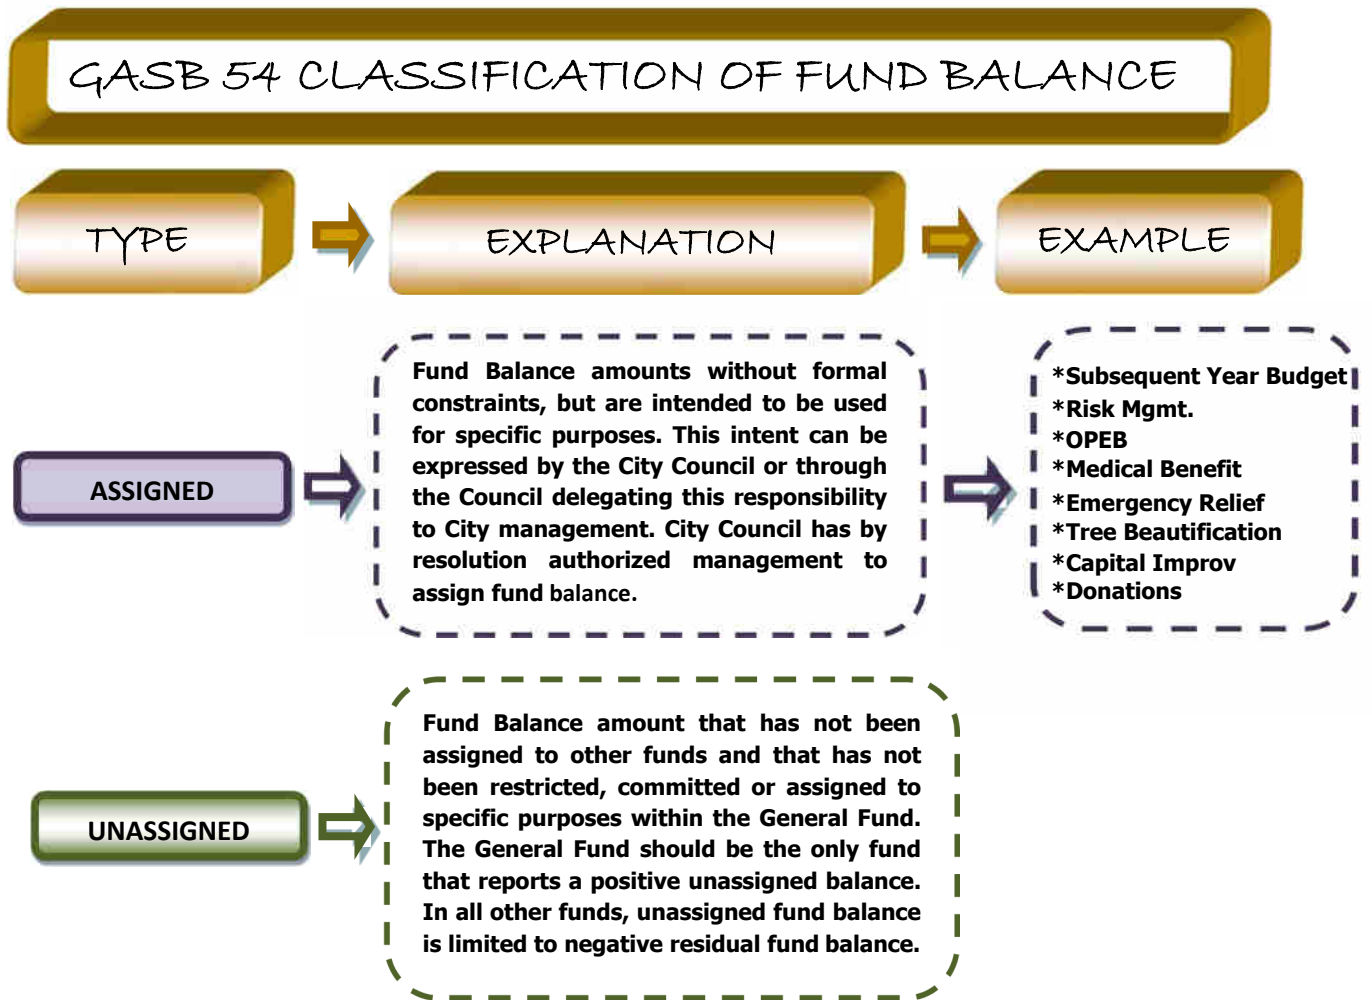 GASB 54 CLASSIFICATION OF FUND BALANCE
TYPE
EXPLANATION
EXAMPLE
ASSIGNED
Fund Balance amounts without formal
constraints, but are intended to be used
for specific purposes. This intent can be
expressed by the City Council or through
the Council delegating this responsibility
to City management. City Council has by
resolution authorized management to
assign fund balance.
*Subsequent Year Budget
*Risk Mgmt.
*OPEB
*Medical Benefit
*Emergency Relief
*Tree Beautification
*Capital Improv
*Donations
UNASSIGNED
Fund Balance amount that has not been
assigned to other funds and that has not
been restricted, committed or assigned to
specific purposes within the General Fund.
The General Fund should be the only fund
that reports a positive unassigned balance.
In all other funds, unassigned fund balance
is limited to negative residual fund balance.